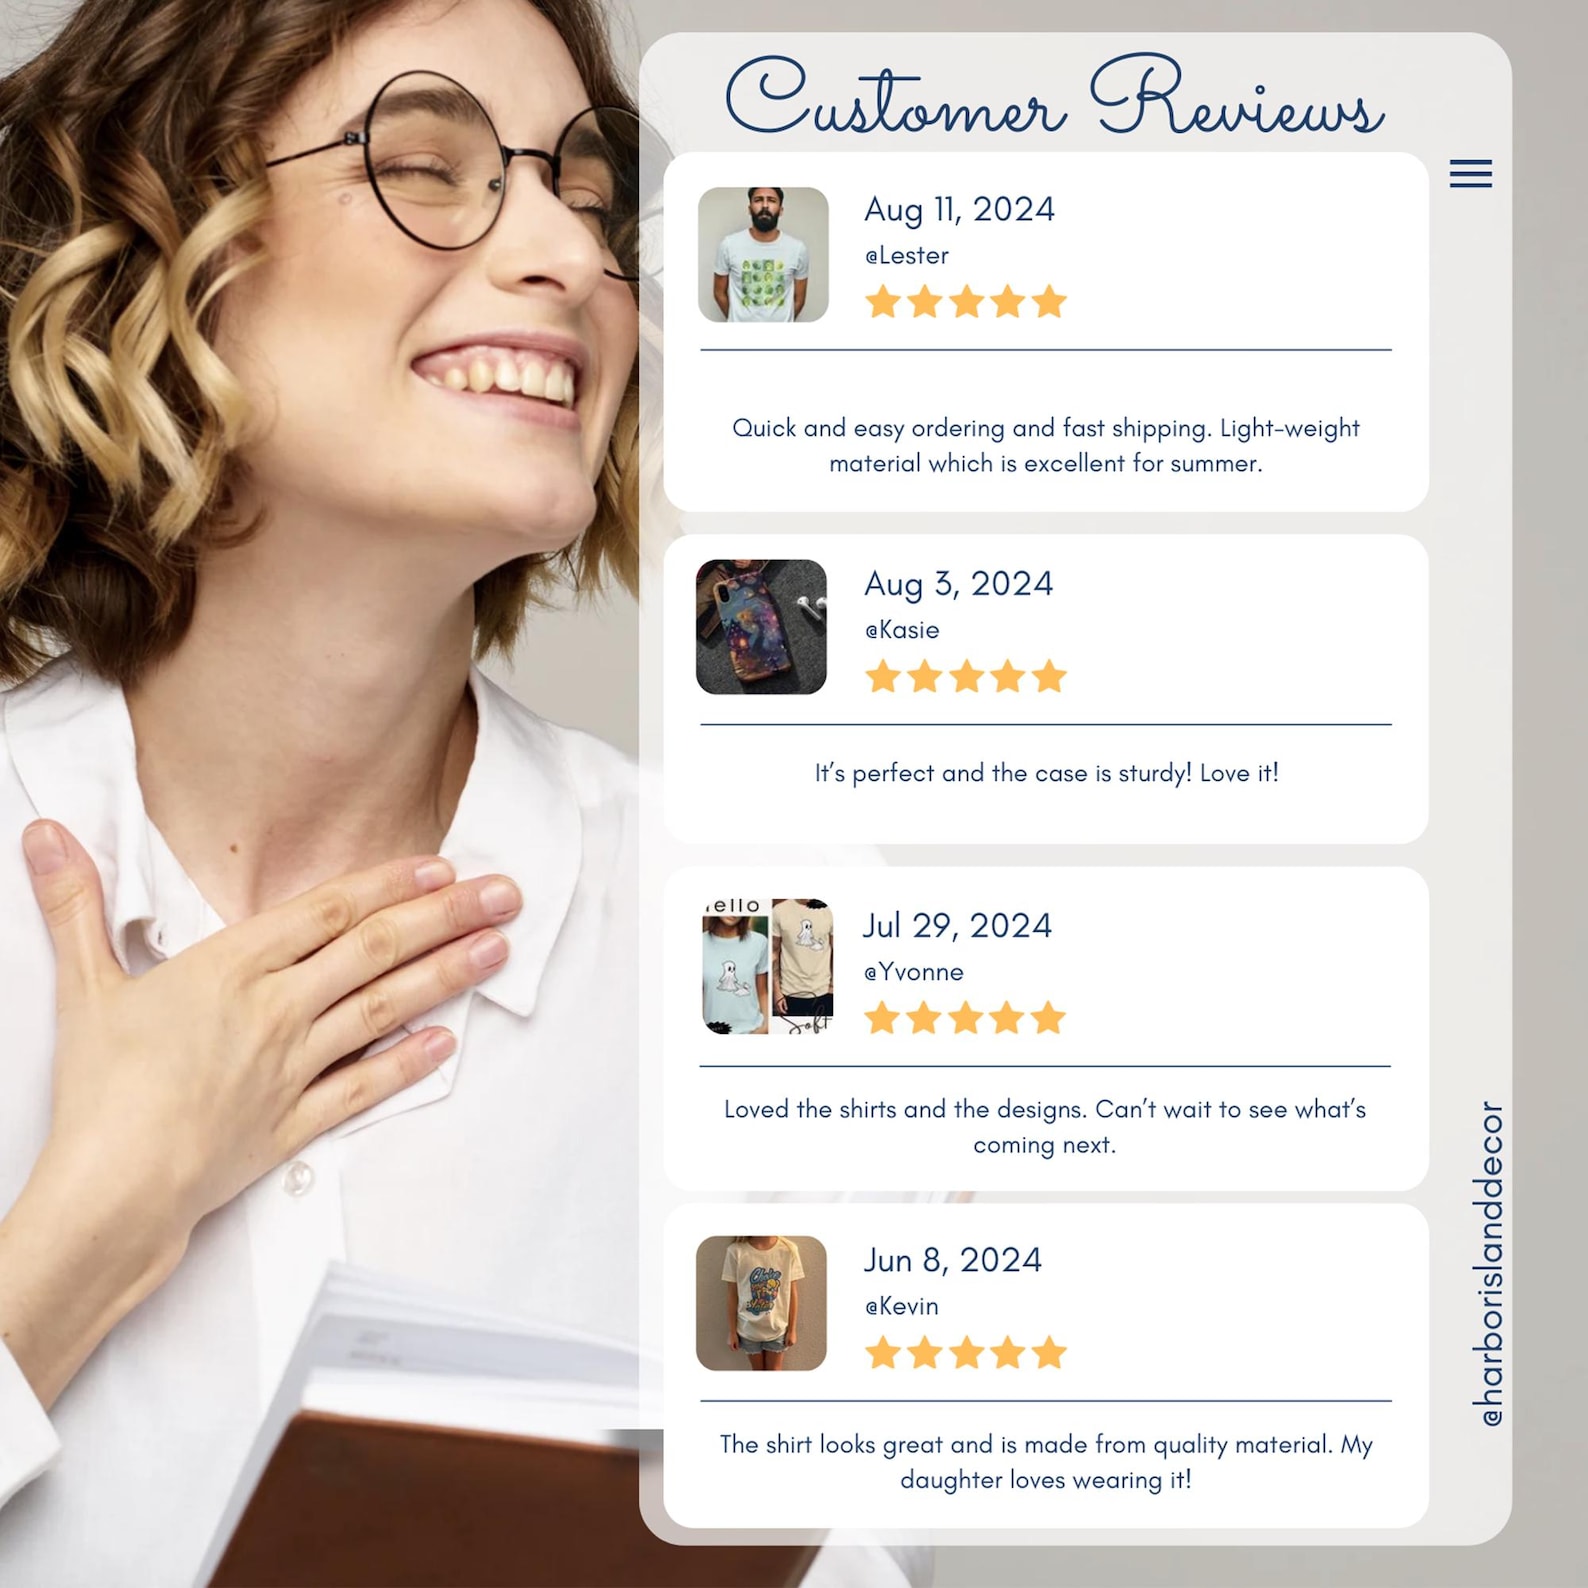 Customer Reviews
Aug 11, 2024
@Lester
Quick and easy ordering and fast shipping. Light-weight
material which is excellent for summer.
Aug 3, 2024
@Kasie
It's perfect and the case is sturdy! Love it!
ello
Soft
Jul 29, 2024
@Yvonne
Loved the shirts and the designs. Can't wait to see what's
coming next.
Jun 8, 2024
@Kevin
The shirt looks great and is made from quality material. My
daughter loves wearing it!
@harborislanddecor